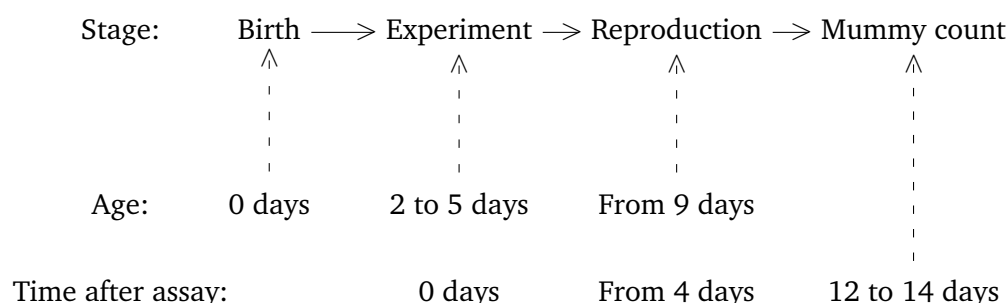 Stage: Birth Experiment Reproduction Mummy count
Age: 0 days 2 to 5 days From 9 days
Time after assay: 0 days From 4 days 12 to 14 days